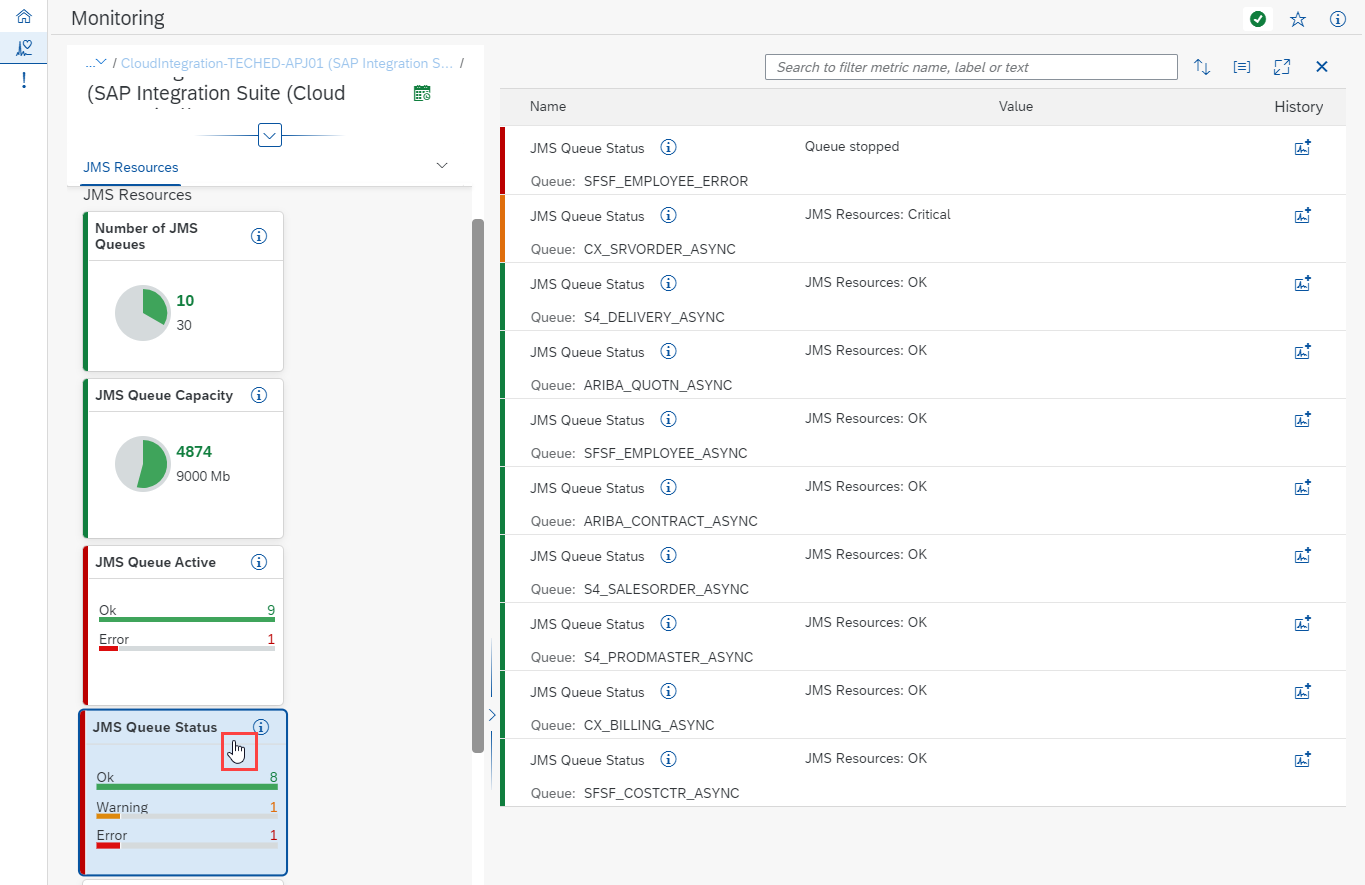 Monitoring
... / CloudIntegration-TECHED-APJ01 (SAP Integration S... /
(SAP Integration Suite (Cloud
JMS Resources
JMS Resources
Number of JMS
Queues
10
30
JMS Queue Capacity
4874
9000 Mb
JMS Queue Active
Ok 9
Error 1
JMS Queue Status
Ok 8
Warning 1
Error 1
Search to filter metric name, label or text
Name Value History
JMS Queue Status Queue stopped
Queue: SFSF_EMPLOYEE_ERROR
JMS Queue Status JMS Resources: Critical
Queue: CX_SRVORDER_ASYNC
JMS Queue Status JMS Resources: OK
Queue: S4_DELIVERY_ASYNC
JMS Queue Status JMS Resources: OK
Queue: ARIBA_QUOTN_ASYNC
JMS Queue Status JMS Resources: OK
Queue: SFSF_EMPLOYEE_ASYNC
JMS Queue Status JMS Resources: OK
Queue: ARIBA_CONTRACT_ASYNC
JMS Queue Status JMS Resources: OK
Queue: S4_SALESORDER_ASYNC
JMS Queue Status JMS Resources: OK
Queue: S4_PRODMASTER_ASYNC
JMS Queue Status JMS Resources: OK
Queue: CX_BILLING_ASYNC
JMS Queue Status JMS Resources: OK
Queue: SFSF_COSTCTR_ASYNC